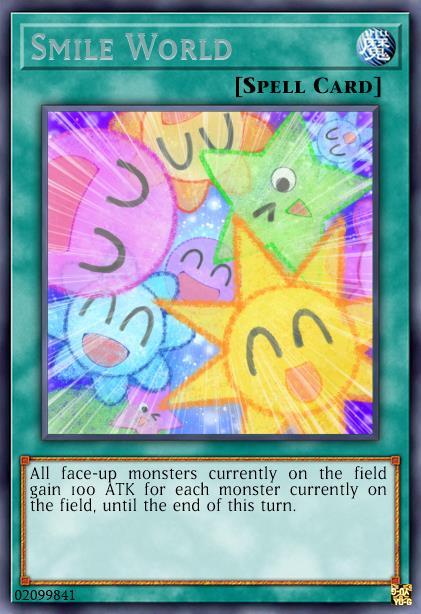 Smile World
魔
[Spell Card]
All face-up monsters currently on the field
gain 100 ATK for each monster currently on
the field, until the end of this turn.
02099841